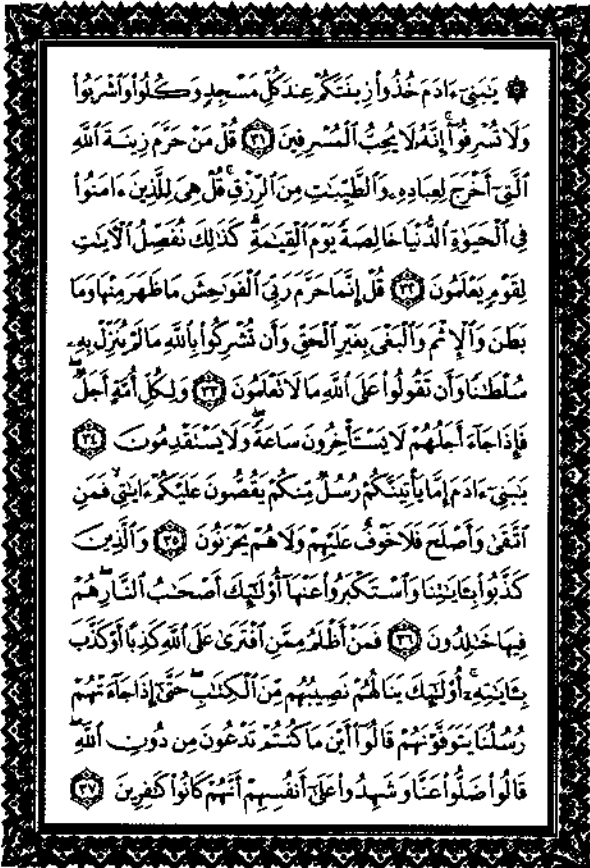 ۞ يَٰبَنِىٓ ءَادَمَ خُذُوا۟ زِينَتَكُمْ عِندَ كُلِّ مَسْجِدٍ وَكُلُوا۟ وَٱشْرَبُوا۟
وَلَا تُسْرِفُوٓا۟ ۚ إِنَّهُۥ لَا يُحِبُّ ٱلْمُسْرِفِينَ ٣١ قُلْ مَنْ حَرَّمَ زِينَةَ ٱللَّهِ
ٱلَّتِىٓ أَخْرَجَ لِعِبَادِهِۦ وَٱلطَّيِّبَٰتِ مِنَ ٱلرِّزْقِ ۚ قُلْ هِىَ لِلَّذِينَ ءَامَنُوا۟
فِى ٱلْحَيَوٰةِ ٱلدُّنْيَا خَالِصَةً يَوْمَ ٱلْقِيَٰمَةِ ۗ كَذَٰلِكَ نُفَصِّلُ ٱلْءَايَٰتِ
لِقَوْمٍ يَعْلَمُونَ ٣٢ قُلْ إِنَّمَا حَرَّمَ رَبِّىَ ٱلْفَوَٰحِشَ مَا ظَهَرَ مِنْهَا وَمَا
بَطَنَ وَٱلْإِثْمَ وَٱلْبَغْىَ بِغَيْرِ ٱلْحَقِّ وَأَن تُشْرِكُوا۟ بِٱللَّهِ مَا لَمْ يُنَزِّلْ بِهِۦ
سُلْطَٰنًا وَأَن تَقُولُوا۟ عَلَى ٱللَّهِ مَا لَا تَعْلَمُونَ ٣٣ وَلِكُلِّ أُمَّةٍ أَجَلٌ ۖ
فَإِذَا جَآءَ أَجَلُهُمْ لَا يَسْتَأْخِرُونَ سَاعَةً ۖ وَلَا يَسْتَقْدِمُونَ ٣٤
يَٰبَنِىٓ ءَادَمَ إِمَّا يَأْتِيَنَّكُمْ رُسُلٌ مِّنكُمْ يَقُصُّونَ عَلَيْكُمْ ءَايَٰتِى ۙ فَمَنِ
ٱتَّقَىٰ وَأَصْلَحَ فَلَا خَوْفٌ عَلَيْهِمْ وَلَا هُمْ يَحْزَنُونَ ٣٥ وَٱلَّذِينَ
كَذَّبُوا۟ بِـَٔايَٰتِنَا وَٱسْتَكْبَرُوا۟ عَنْهَآ أُو۟لَٰٓئِكَ أَصْحَٰبُ ٱلنَّارِ ۖ هُمْ
فِيهَا خَٰلِدُونَ ٣٦ فَمَنْ أَظْلَمُ مِمَّنِ ٱفْتَرَىٰ عَلَى ٱللَّهِ كَذِبًا أَوْ كَذَّبَ
بِـَٔايَٰتِهِۦٓ ۚ أُو۟لَٰٓئِكَ يَنَالُهُمْ نَصِيبُهُم مِّنَ ٱلْكِتَٰبِ ۖ حَتَّىٰٓ إِذَا جَآءَتْهُمْ
رُسُلُنَا يَتَوَفَّوْنَهُمْ قَالُوٓا۟ أَيْنَ مَا كُنتُمْ تَدْعُونَ مِن دُونِ ٱللَّهِ ۖ
قَالُوا۟ ضَلُّوا۟ عَنَّا وَشَهِدُوا۟ عَلَىٰٓ أَنفُسِهِمْ أَنَّهُمْ كَانُوا۟ كَٰفِرِينَ ٣٧